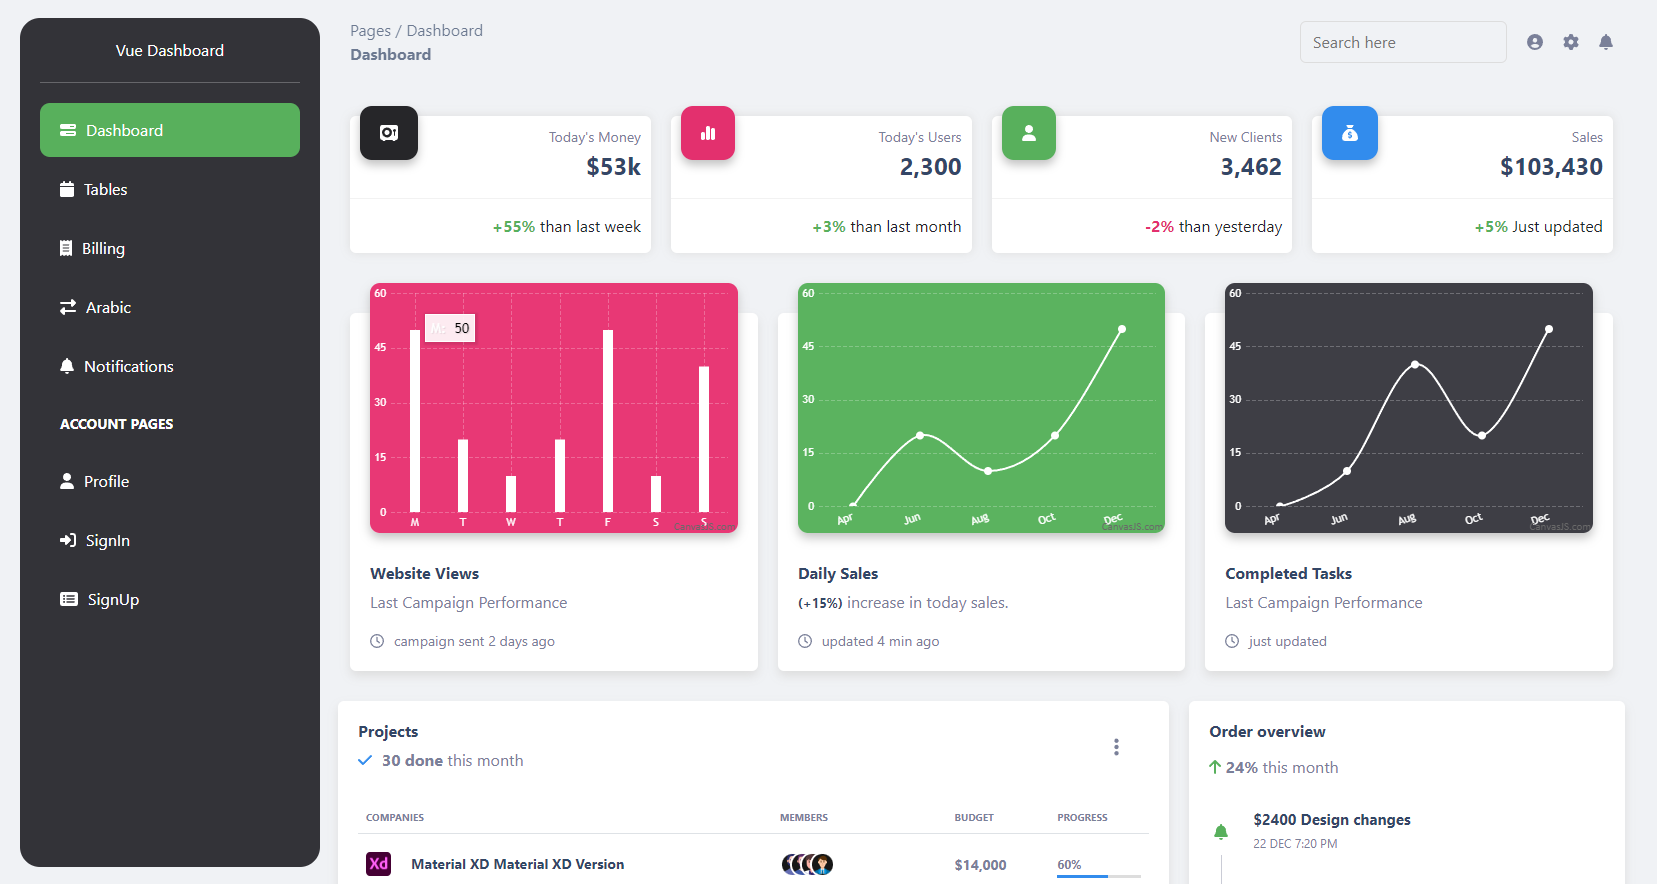 Vue Dashboard
Dashboard
Tables
Billing
Arabic
Notifications
ACCOUNT PAGES
Profile
SignIn
SignUp
Pages / Dashboard
Dashboard
Search here
Today's Money
$53k
+55% than last week
Today's Users
2,300
+3% than last month
New Clients
3,462
-2% than yesterday
Sales
$103,430
+5% Just updated
60
45
30
15
0
M: 50
M T W T F S S
CanvasJS.com
Website Views
Last Campaign Performance
campaign sent 2 days ago
60
45
30
15
0
Apr Jun Aug Oct Dec
CanvasJS.com
Daily Sales
(+15%) increase in today sales.
updated 4 min ago
60
45
30
15
0
Apr Jun Aug Oct Dec
CanvasJS.com
Completed Tasks
Last Campaign Performance
just updated
Projects
30 done this month
COMPANIES MEMBERS BUDGET PROGRESS
Xd Material XD Material XD Version $14,000 60%
Order overview
24% this month
$2400 Design changes
22 DEC 7:20 PM